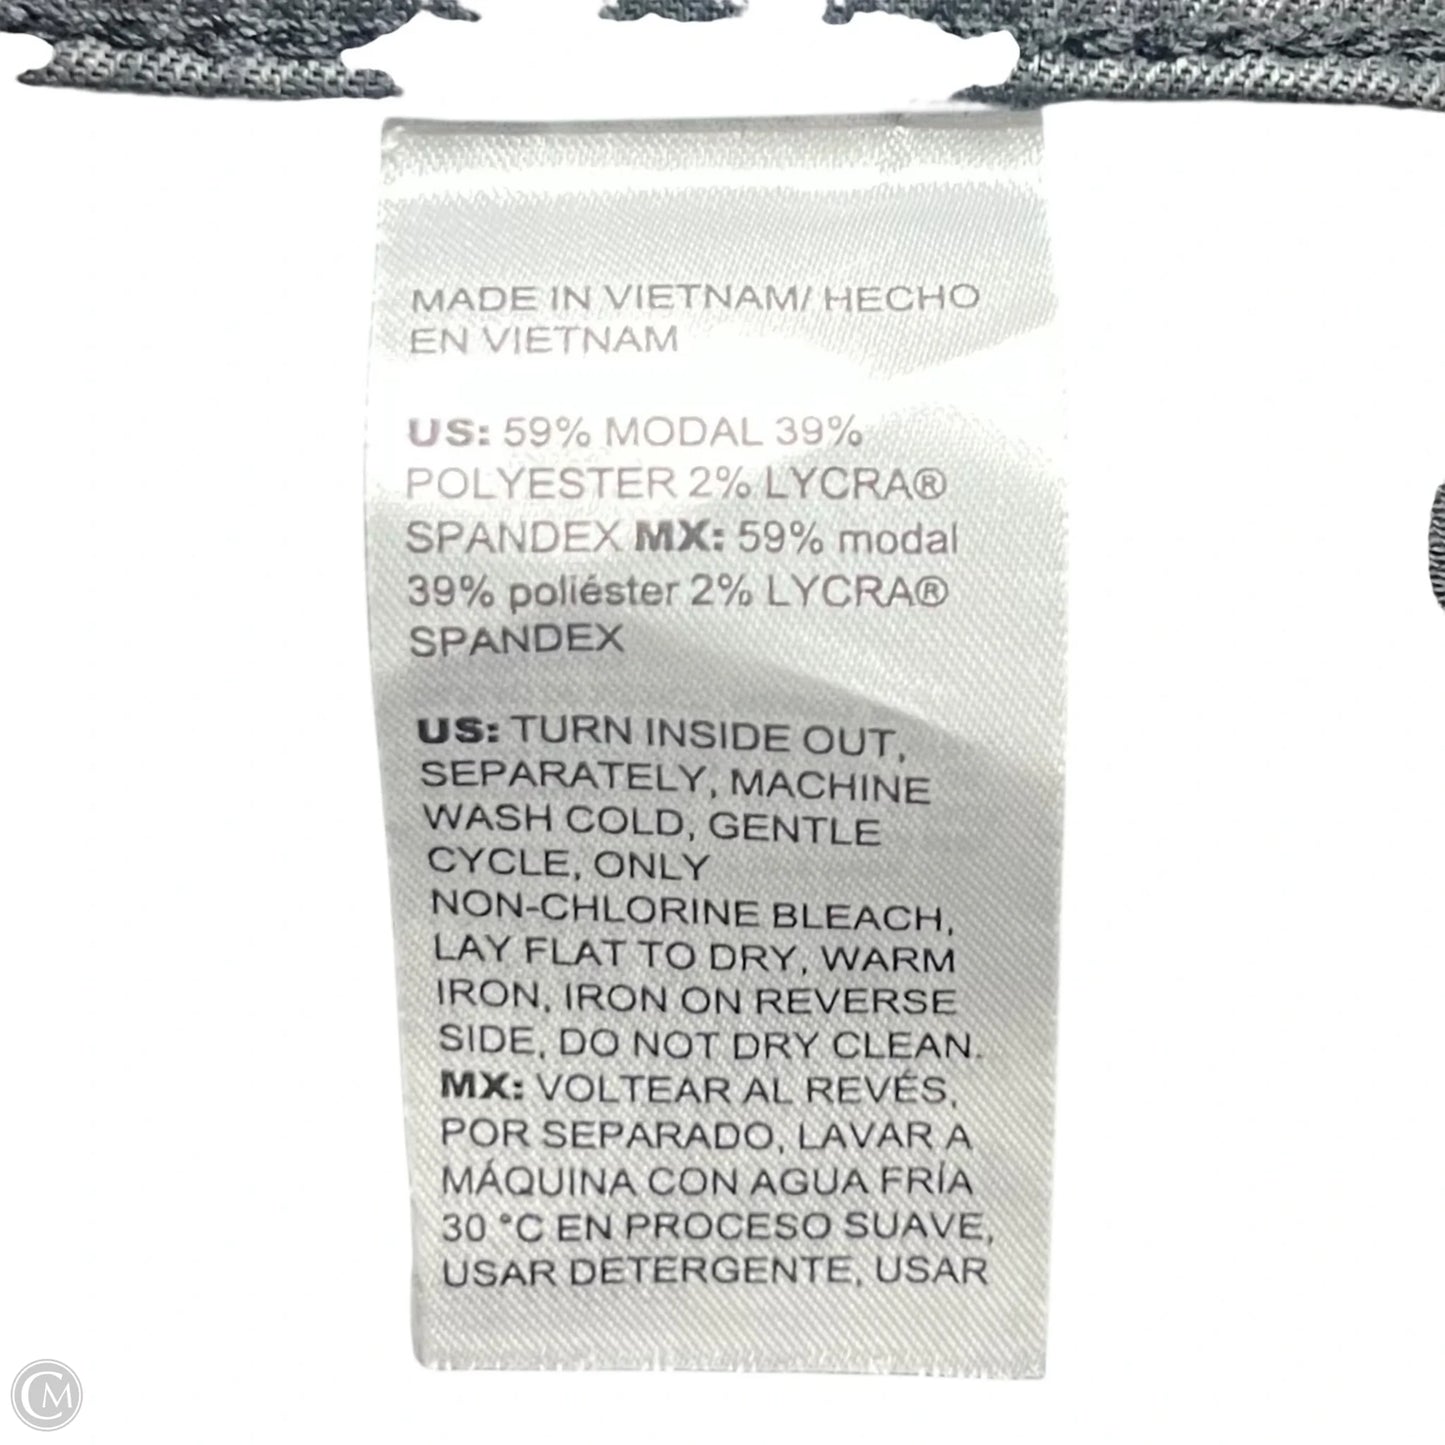 MADE IN VIETNAM/ HECHO
EN VIETNAM
US: 59% MODAL 39%
POLYESTER 2% LYCRA®
SPANDEX MX: 59% modal
39% poliéster 2% LYCRA®
SPANDEX
US: TURN INSIDE OUT,
SEPARATELY, MACHINE
WASH COLD, GENTLE
CYCLE, ONLY
NON-CHLORINE BLEACH,
LAY FLAT TO DRY, WARM
IRON, IRON ON REVERSE
SIDE, DO NOT DRY CLEAN.
MX: VOLTEAR AL REVÉS,
POR SEPARADO, LAVAR A
MÁQUINA CON AGUA FRÍA
30 °C EN PROCESO SUAVE,
USAR DETERGENTE, USAR
CM